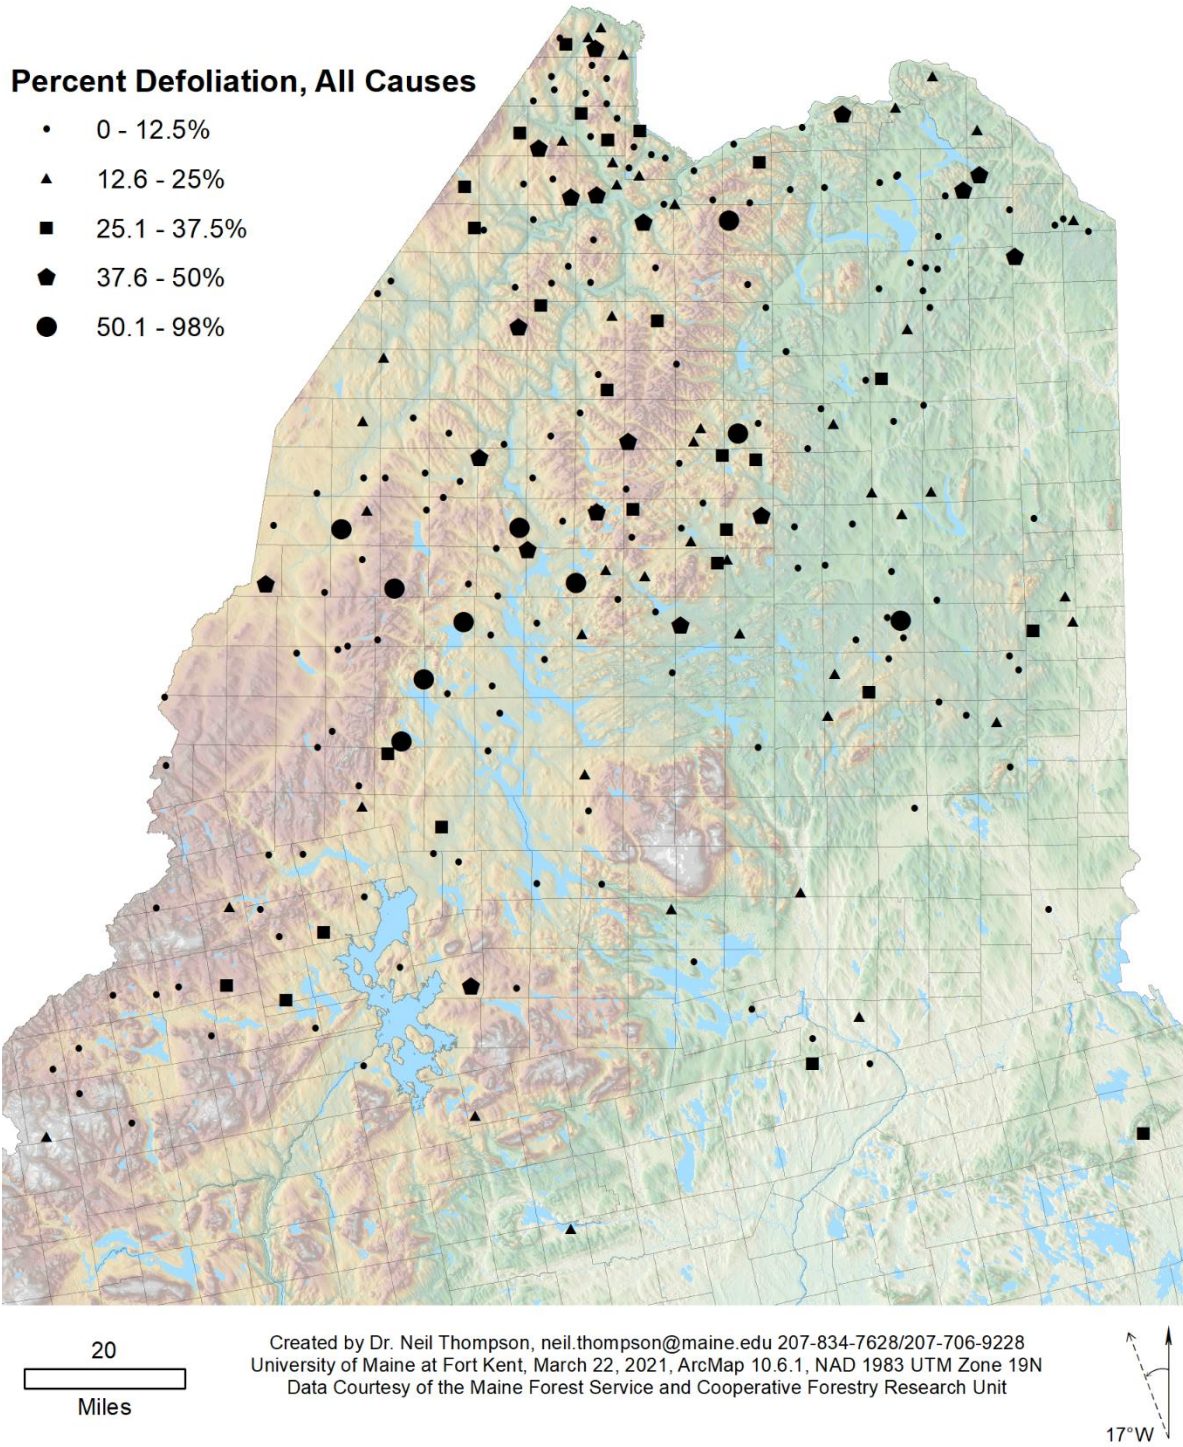 Percent Defoliation, All Causes
0 - 12.5%
12.6 - 25%
25.1 - 37.5%
37.6 - 50%
50.1 - 98%
20
Miles
Created by Dr. Neil Thompson, neil.thompson@maine.edu 207-834-7628/207-706-9228
University of Maine at Fort Kent, March 22, 2021, ArcMap 10.6.1, NAD 1983 UTM Zone 19N
Data Courtesy of the Maine Forest Service and Cooperative Forestry Research Unit
17°W